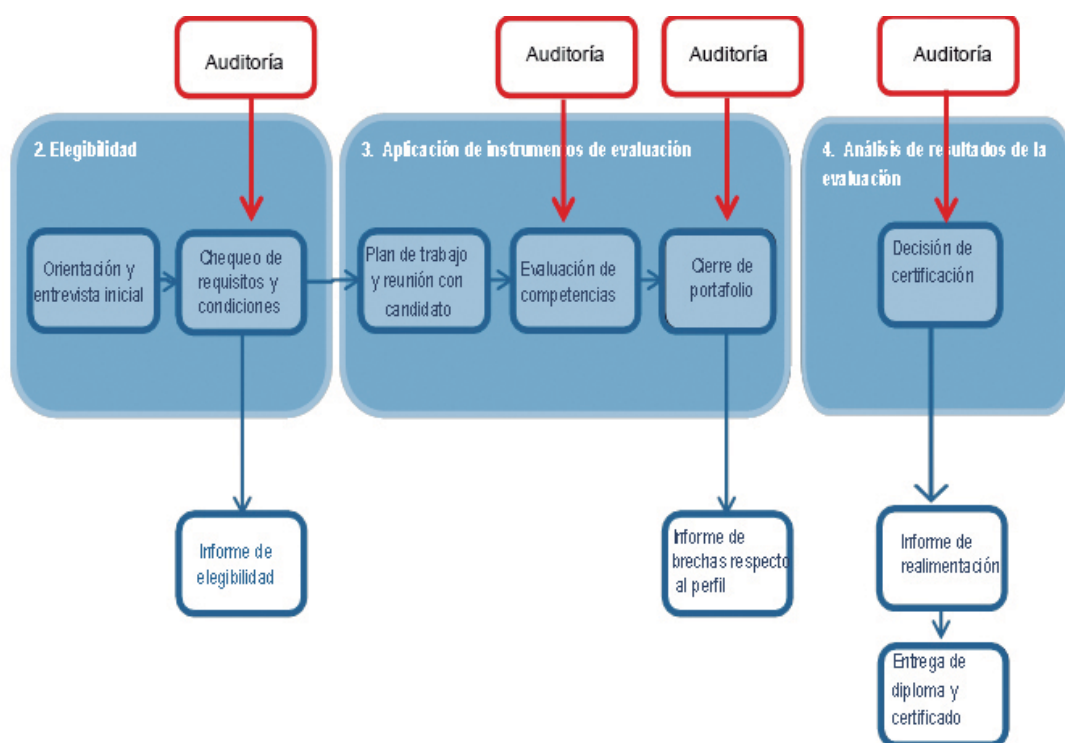 Auditoría
Auditoría
Auditoría
Auditoría
2. Elegibilidad
3. Aplicación de instrumentos de evaluación
4. Análisis de resultados de la
evaluación
Orientación y
entrevista inicial
Chequeo de
requisitos y
condiciones
Plan de trabajo
y reunión con
candidato
Evaluación de
competencias
Cierre de
portafolio
Decisión de
certificación
Informe de
elegibilidad
Informe de
brechas respecto
al perfil
Informe de
realimentación
Entrega de
diploma y
certificado